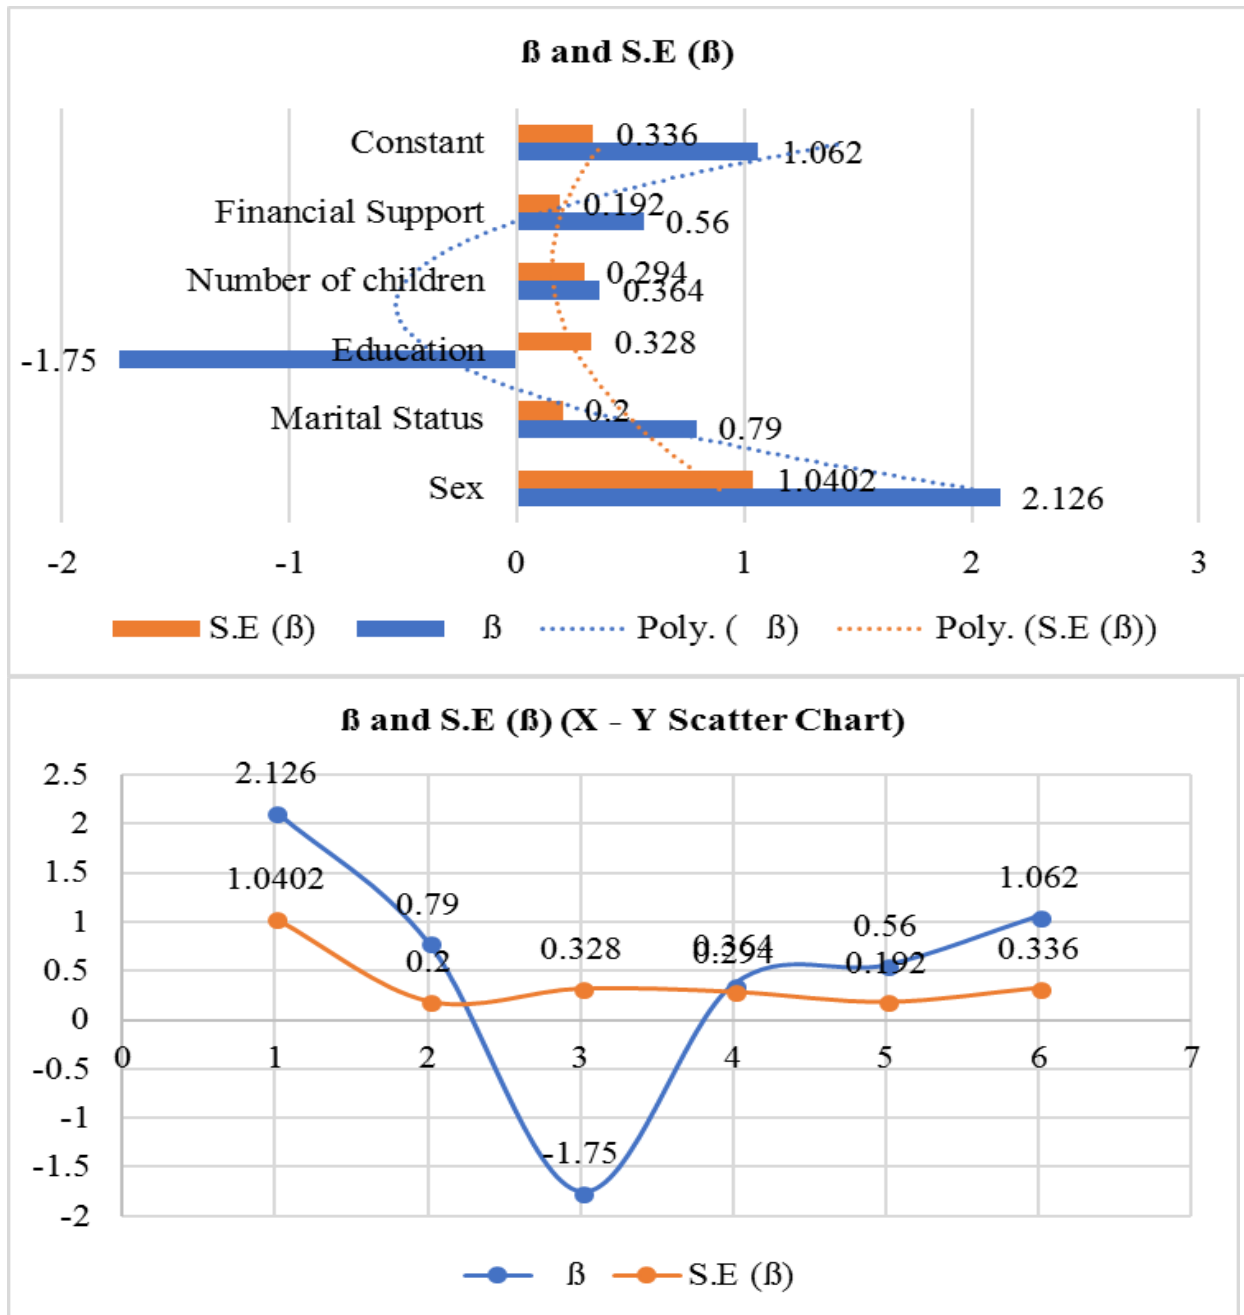 ß and S.E (ß)
Constant
0.336
1.062
Financial Support
0.192
0.56
Number of children
0.294
0.364
Education
0.328
-1.75
Marital Status
0.2
0.79
Sex
1.0402
2.126
-2 -1 0 1 2 3
S.E (ß) ß Poly. ( ß) Poly. (S.E (ß))
ß and S.E (ß) (X - Y Scatter Chart)
2.5
2
1.5
1
0.5
0
-0.5
-1
-1.5
-2
2.126
0.79
-1.75
0.364
0.56
1.062
1.0402
0.2
0.328
0.294
0.192
0.336
0 1 2 3 4 5 6 7
ß S.E (ß)